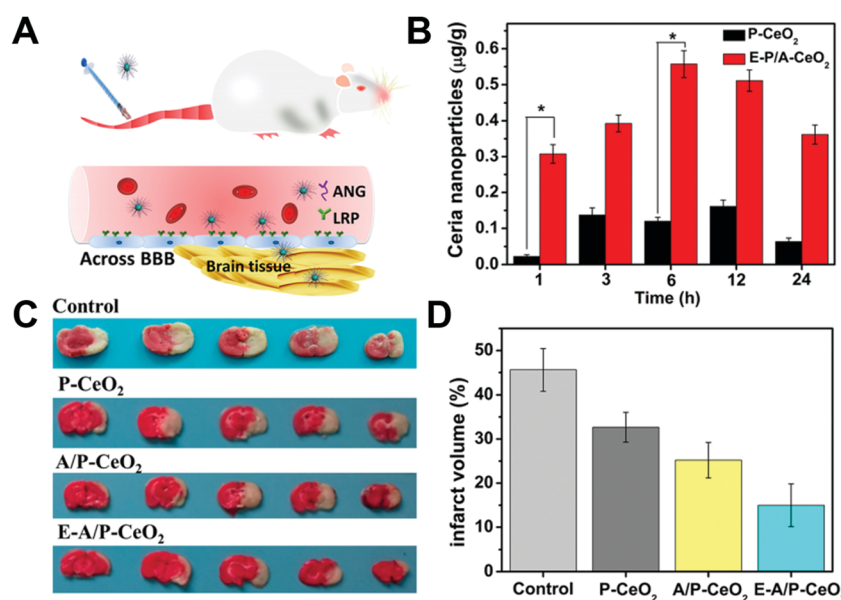 A
ANG
LRP
Across BBB
Brain tissue
B
P-CeO₂
E-P/A-CeO₂
*
*
Ceria nanoparticles (μg/g)
0.6
0.5
0.4
0.3
0.2
0.1
0.0
1 3 6 12 24
Time (h)
C
Control
P-CeO₂
A/P-CeO₂
E-A/P-CeO₂
D
infarct volume (%)
50
40
30
20
10
0
Control P-CeO₂ A/P-CeO₂ E-A/P-CeO